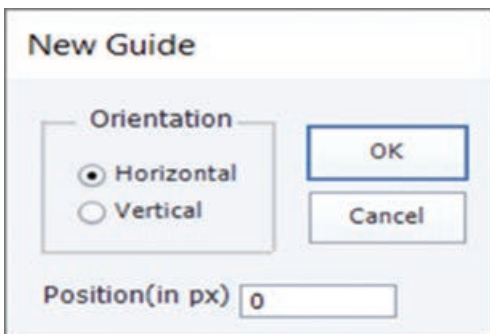 New Guide
Orientation
Horizontal
Vertical
OK
Cancel
Position(in px) 0